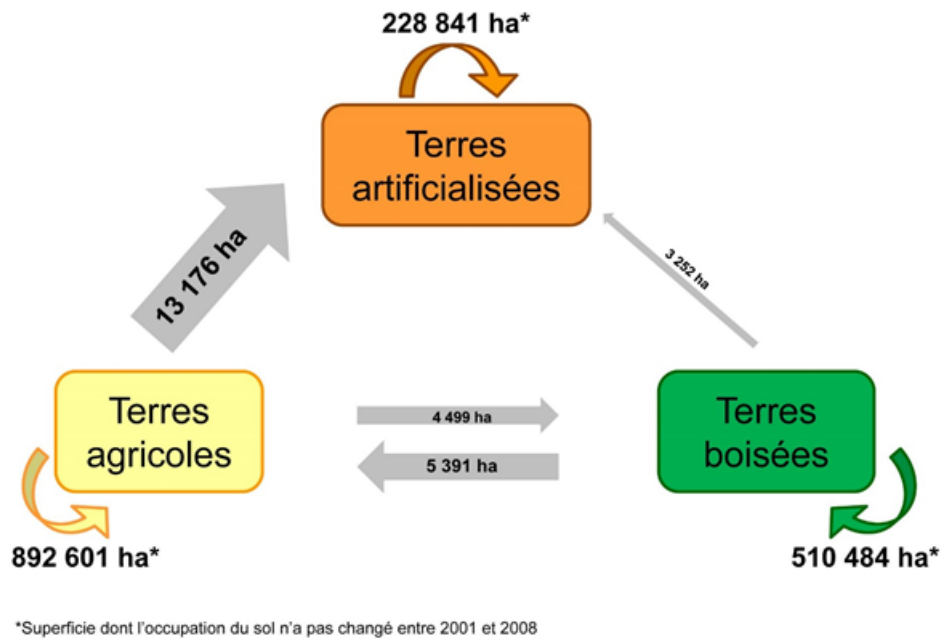 228 841 ha*
Terres
artificialisées
13 176 ha
3 252 ha
Terres
agricoles
4 499 ha
5 391 ha
Terres
boisées
892 601 ha*
510 484 ha*
*Superficie dont l'occupation du sol n'a pas changé entre 2001 et 2008